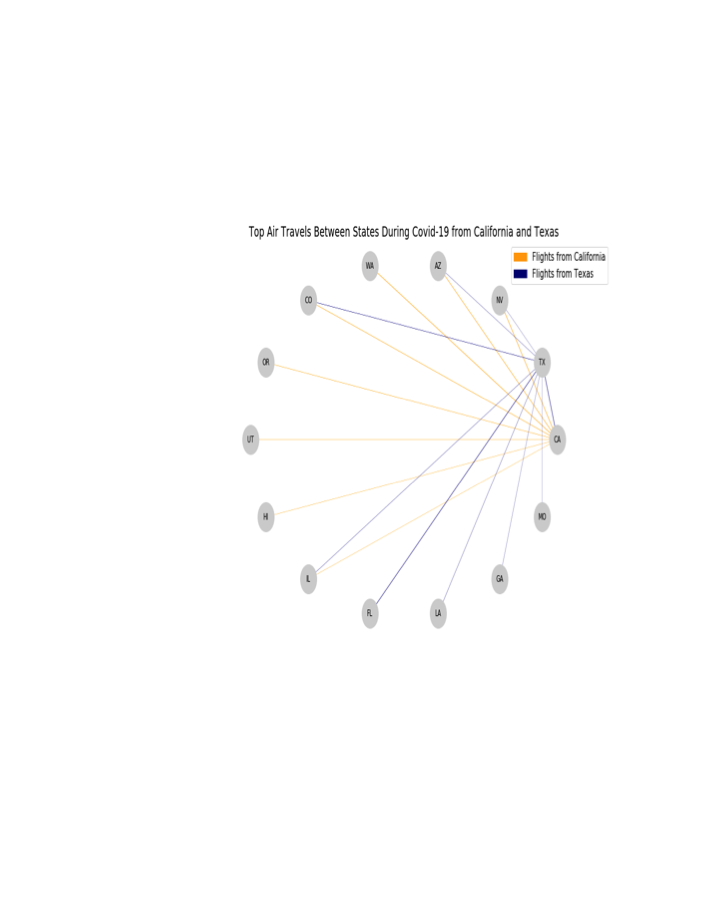 Top Air Travels Between States During Covid-19 from California and Texas
Flights from California
Flights from Texas
WA
AZ
CO
NV
OR
TX
UT
CA
HI
MO
IL
GA
FL
LA